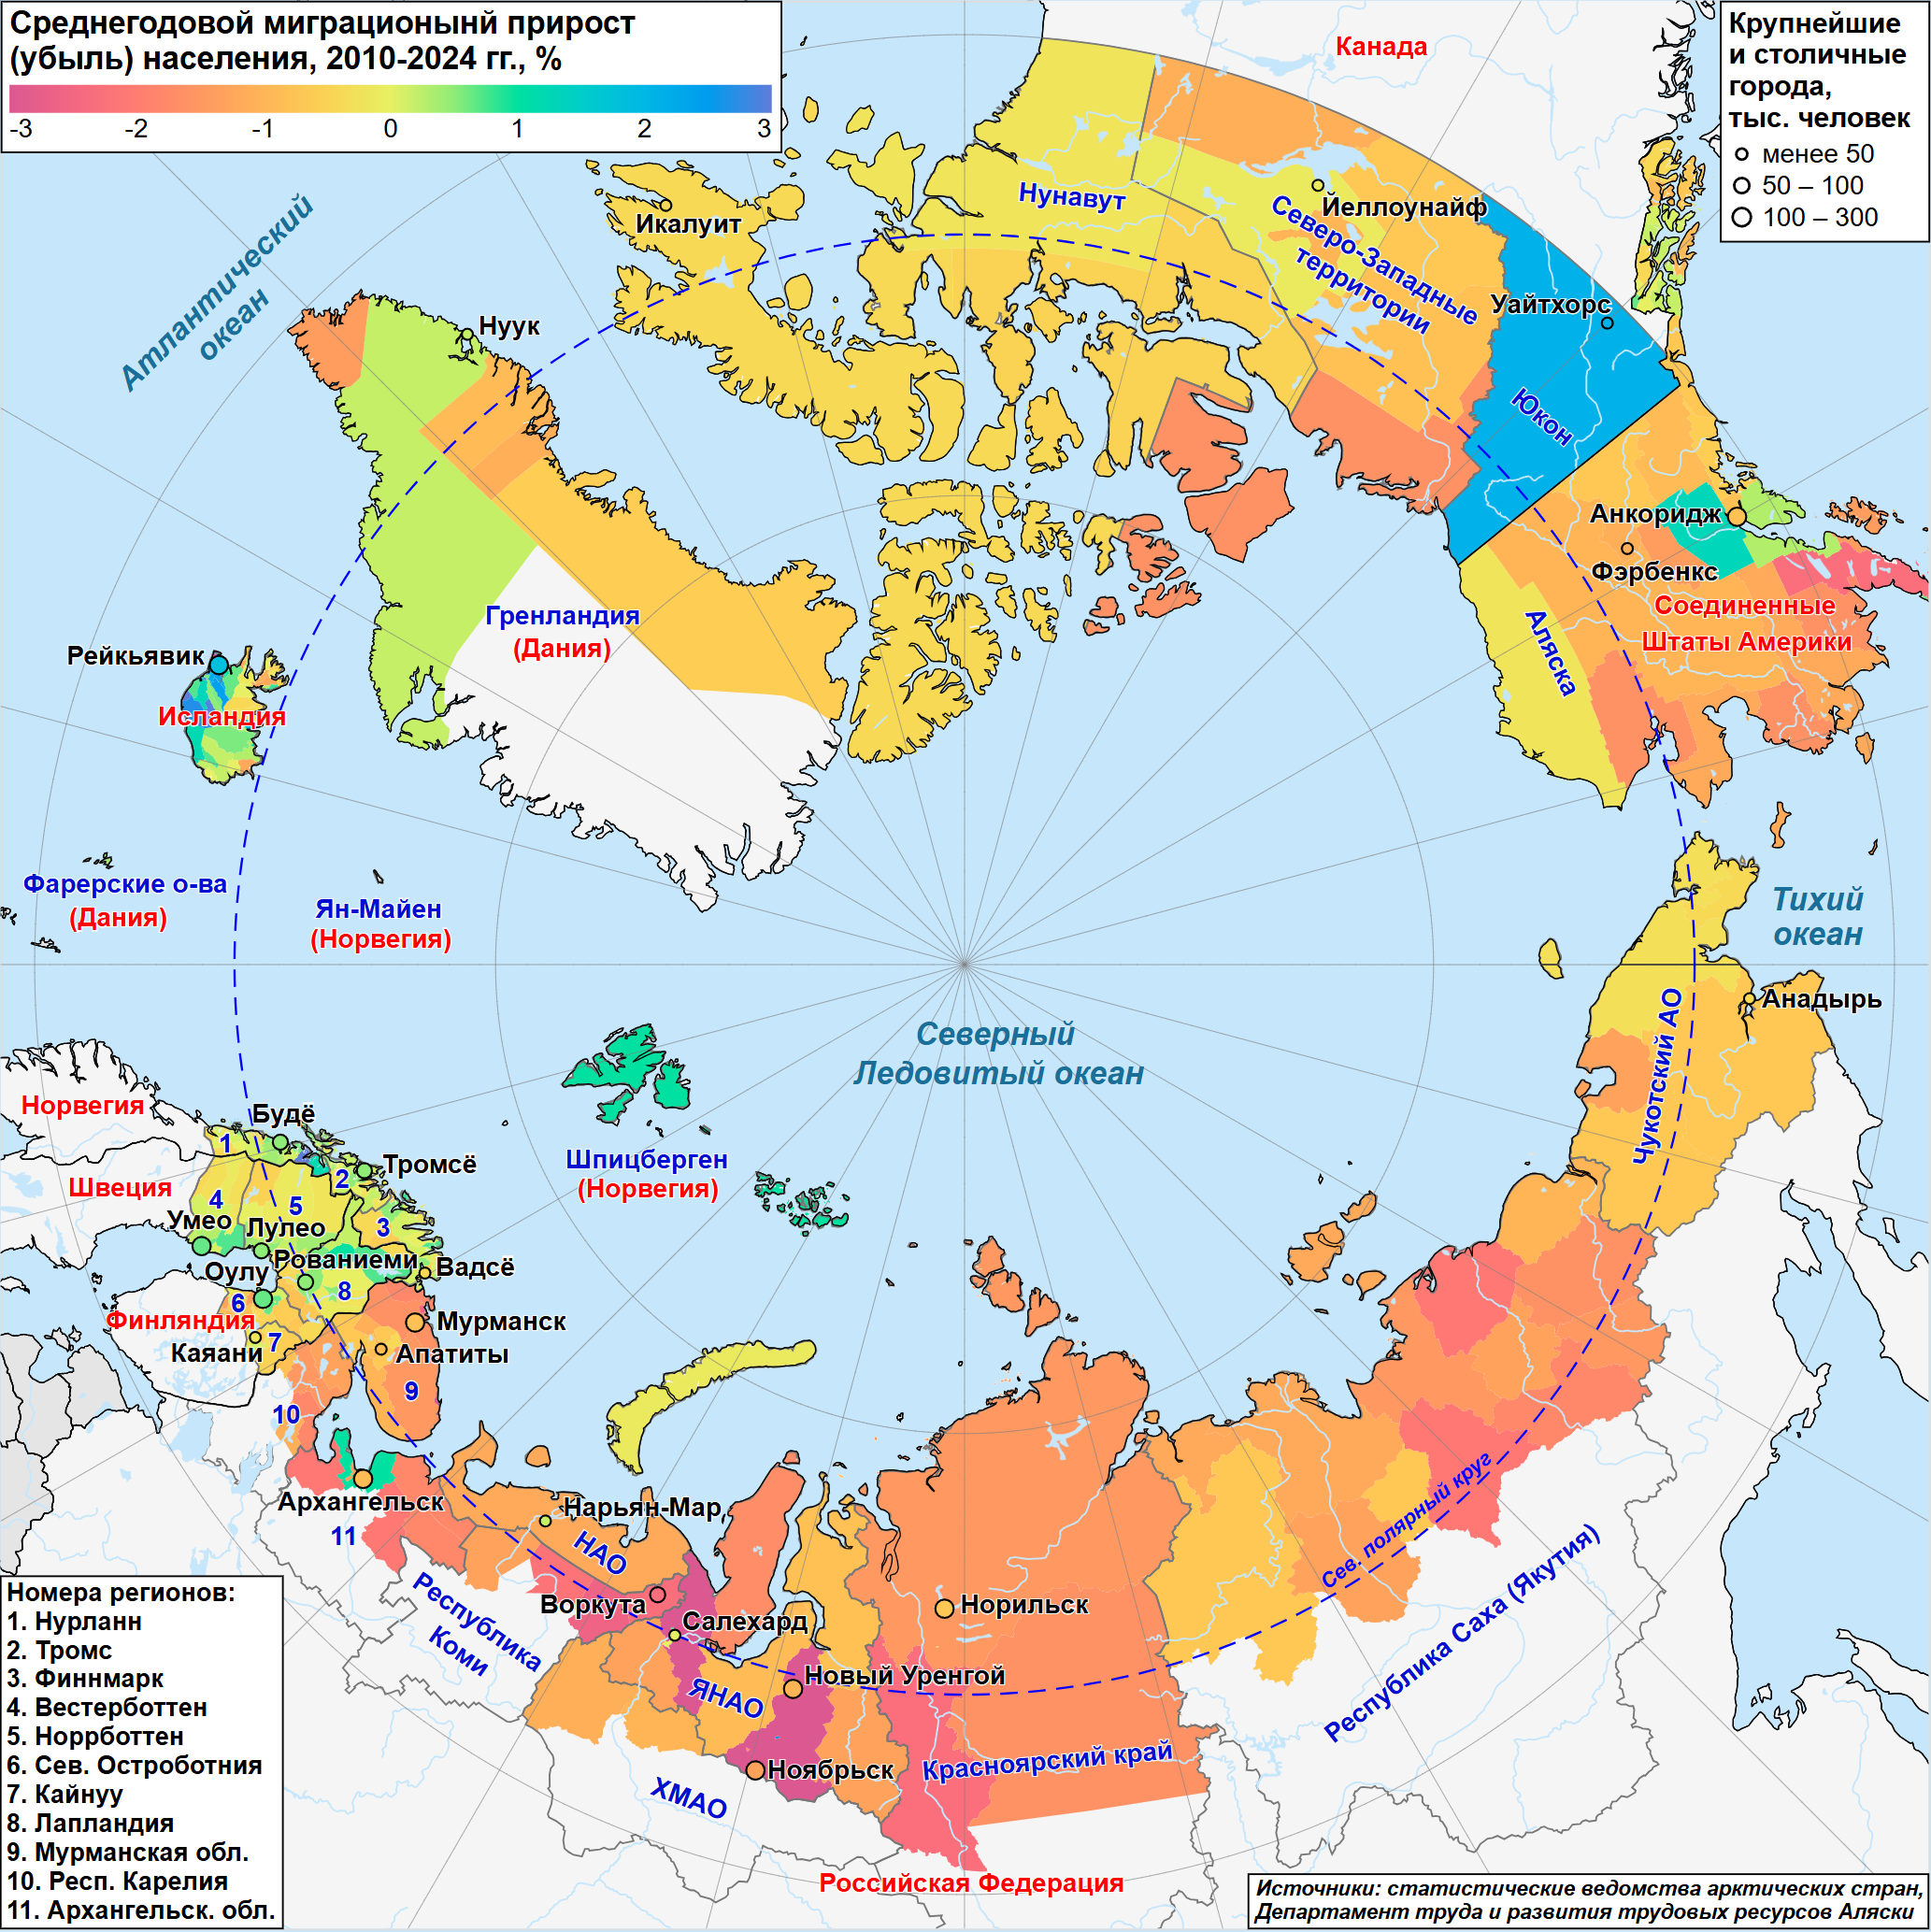 Среднегодовой миграционынй прирост
(убыль) населения, 2010-2024 гг., %
-3 -2 -1 0 1 2 3
Крупнейшие
и столичные
города,
тыс. человек
менее 50
50 – 100
100 – 300
Канада
Нунавут
Икалуит
Йеллоунайф
Северо-Западные
территории
Уайтхорс
Юкон
Атлантический
океан
Нуук
Анкоридж
Фэрбенкс
Соединенные
Штаты Америки
Аляска
Гренландия
(Дания)
Рейкьявик
Исландия
Фарерские о-ва
(Дания)
Ян-Майен
(Норвегия)
Тихий
океан
Анадырь
Чукотский АО
Северный
Ледовитый океан
Норвегия
Будё
1
Тромсё
2
Швеция
4
5
Умео
Лулео
3
Шпицберген
(Норвегия)
Рованиеми
Вадсё
Оулу
8
6
Финляндия
Мурманск
7
Каяани
Апатиты
9
10
Архангельск
11
Нарьян-Мар
НАО
Сев. полярный круг
Республика
Коми
Воркута
Салехард
Норильск
Республика Саха (Якутия)
Новый Уренгой
ЯНАО
Ноябрьск
Красноярский край
ХМАО
Российская Федерация
Номера регионов:
1. Нурланн
2. Тромс
3. Финнмарк
4. Вестерботтен
5. Норрботтен
6. Сев. Остроботния
7. Кайнуу
8. Лапландия
9. Мурманская обл.
10. Респ. Карелия
11. Архангельск. обл.
Источники: статистические ведомства арктических стран,
Департамент труда и развития трудовых ресурсов Аляски